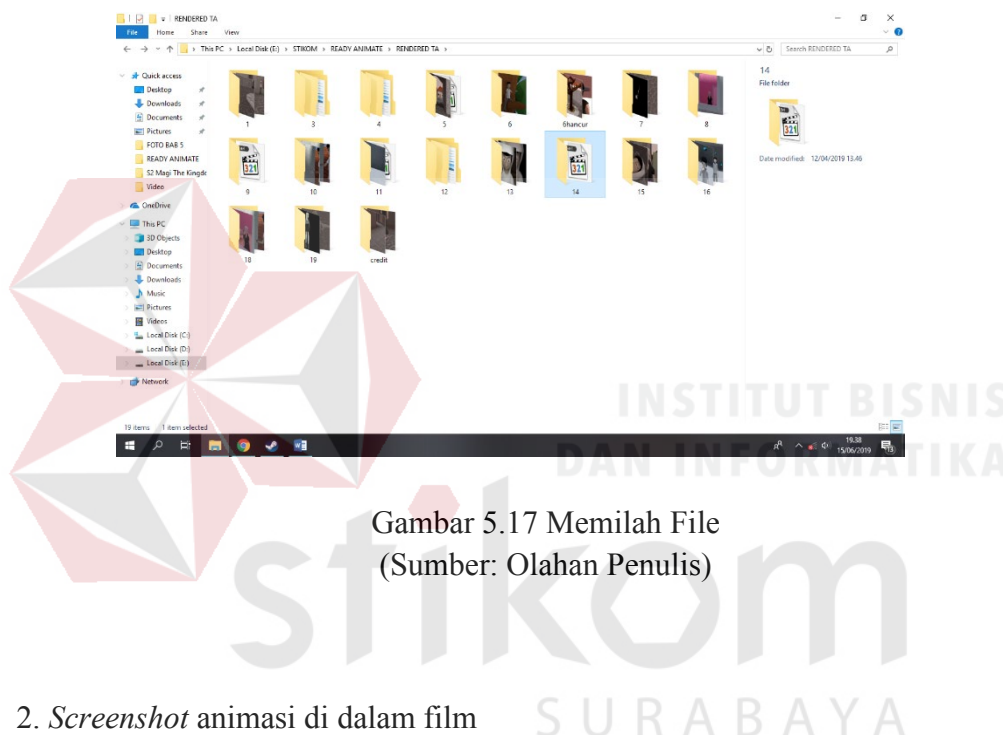 RENDERED TA
File Home Share View
This PC > Local Disk (E:) > STIKOM > READY ANIMATE > RENDERED TA >
Search RENDERED TA
Quick access
Desktop
Downloads
Documents
Pictures
FOTO BAB 5
READY ANIMATE
S2 Magi The Kingdo
Video
OneDrive
This PC
3D Objects
Desktop
Documents
Downloads
Music
Pictures
Videos
Local Disk (C:)
Local Disk (D:)
Local Disk (E:)
Network
1 3 4 5 6 6hancur 7 8
9 10 11 12 13 14 15 16
18 19 credit
14
File folder
321
Date modified: 12/04/2019 13.46
19 items 1 item selected
19.38
15/06/2019
INSTITUT BISNIS
DAN INFORMATIKA
Gambar 5.17 Memilah File
(Sumber: Olahan Penulis)
stikom
SURABAYA
2. Screenshot animasi di dalam film